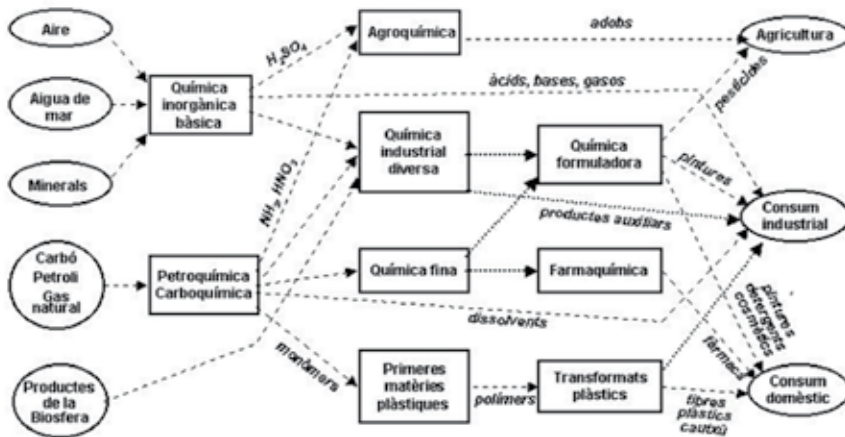 Aire
Aigua de
mar
Minerals
Carbó
Petroli
Gas
natural
Productes
de la
Biosfera
Química
inorgànica
bàsica
Petroquímica
Carboquímica
H2SO4
NH3, HNO3
monòmers
Agroquímica
Química
industrial
diversa
Química fina
Primeres
matèries
plàstiques
adobs
àcids, bases, gasos
productes auxiliars
dissolvents
polímers
Química
formuladora
Farmaquímica
Transformats
plàstics
pesticides
pintures
pintures
detergents
cosmètics
fàrmacs
fibres
plàstics
cautxú
Agricultura
Consum
industrial
Consum
domèstic